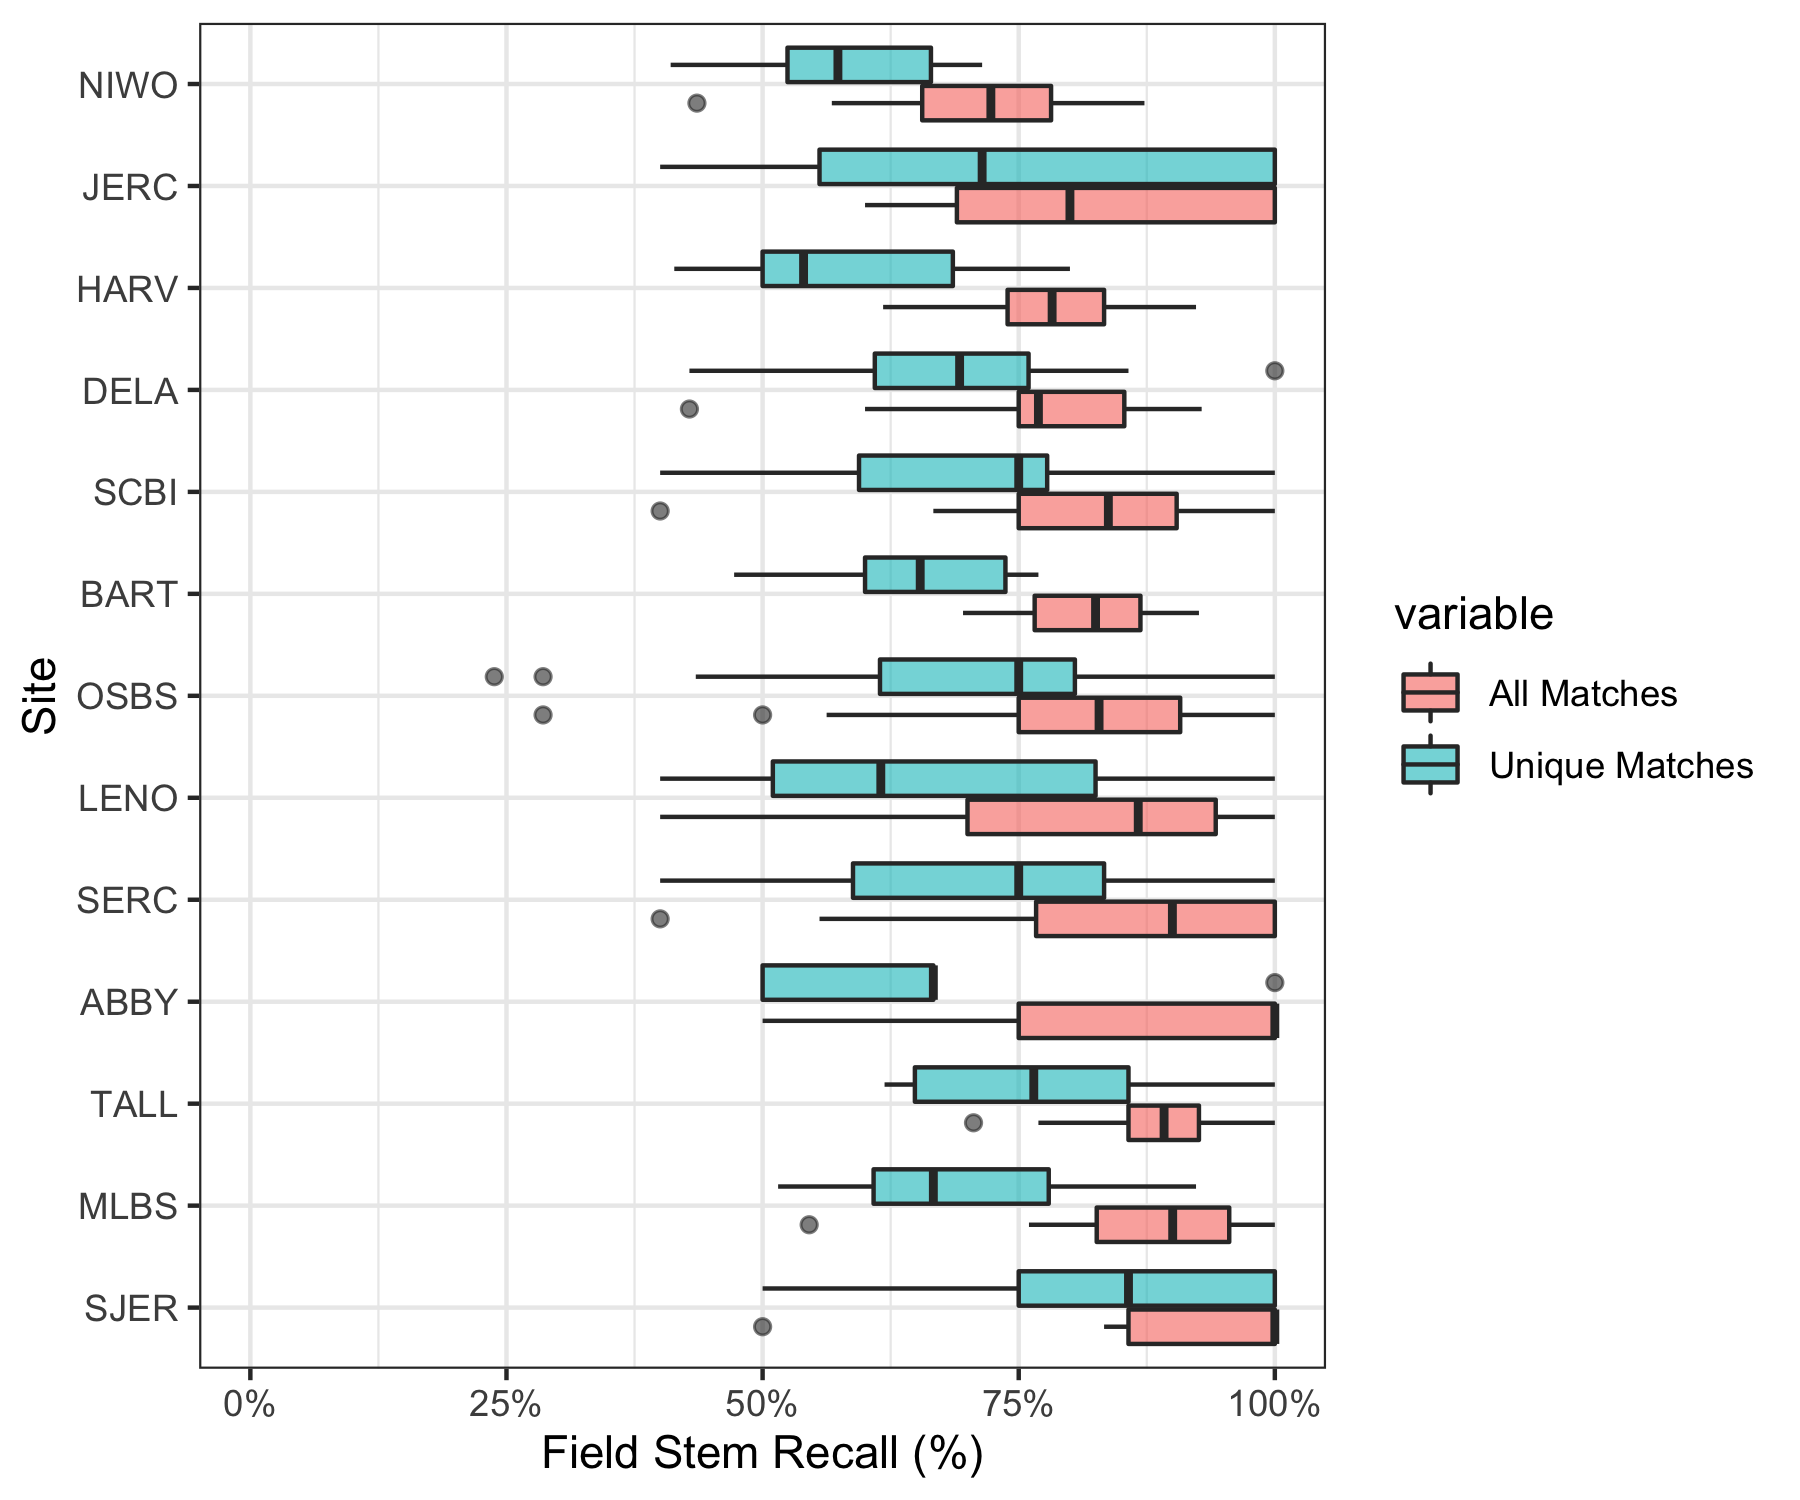 NIWO
JERC
HARV
DELA
SCBI
BART
OSBS
LENO
SERC
ABBY
TALL
MLBS
SJER
Site
0% 25% 50% 75% 100%
Field Stem Recall (%)
variable
All Matches
Unique Matches